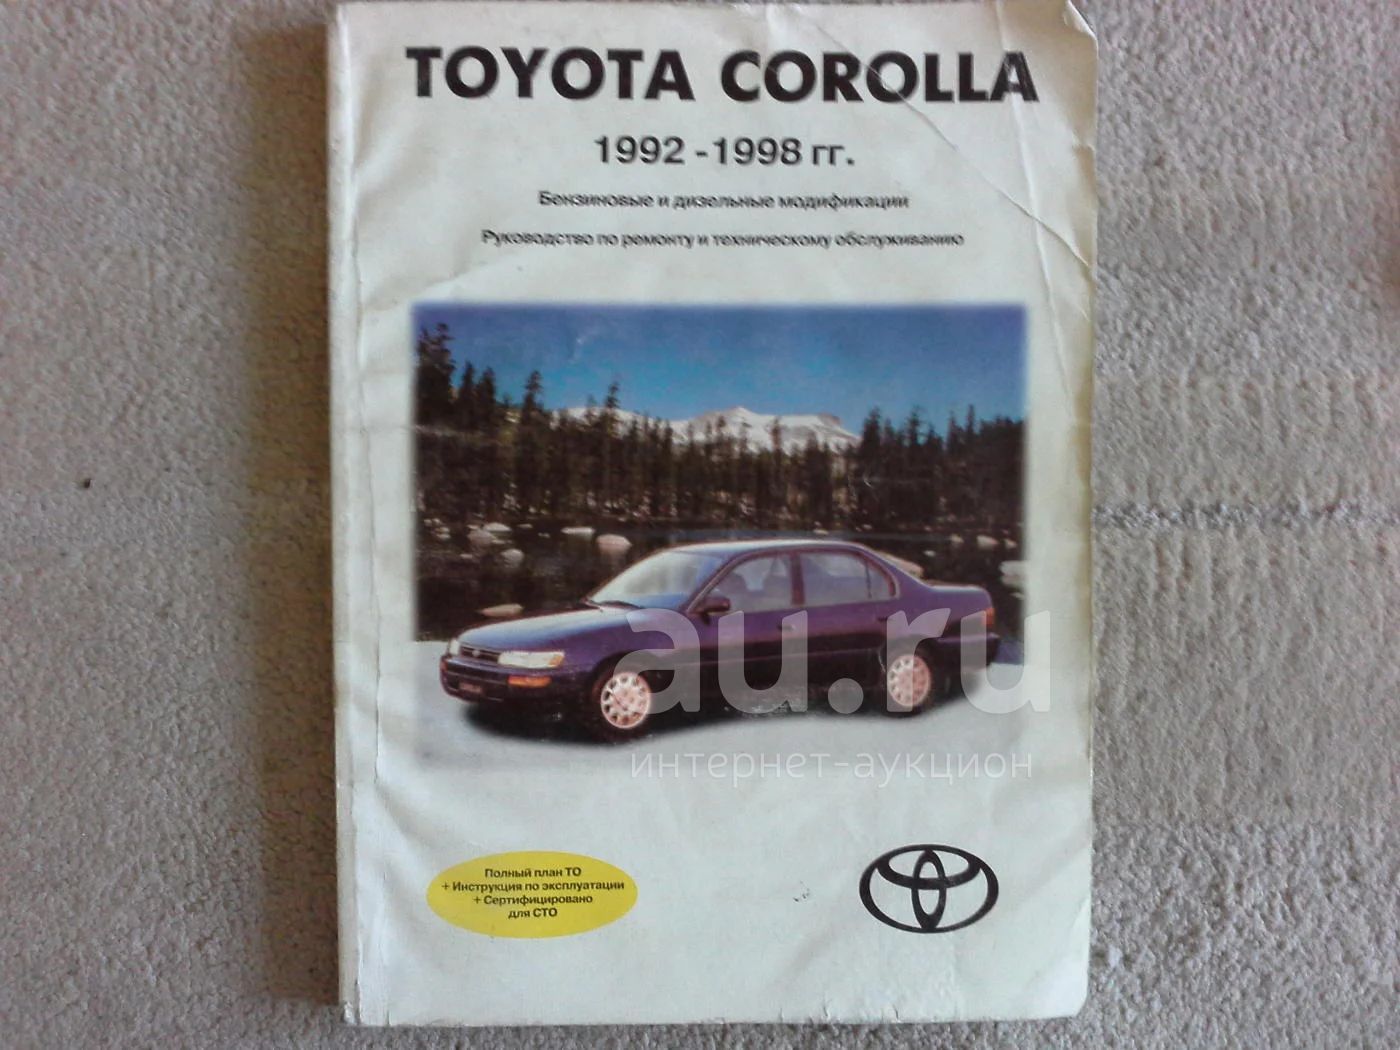 TOYOTA COROLLA
1992 - 1998 гг.
Бензиновые и дизельные модификации
Руководство по ремонту и техническому обслуживанию
au.ru
интернет-аукцион
Полный план ТО
+ Инструкция по эксплуатации
+ Сертифицировано
для СТО